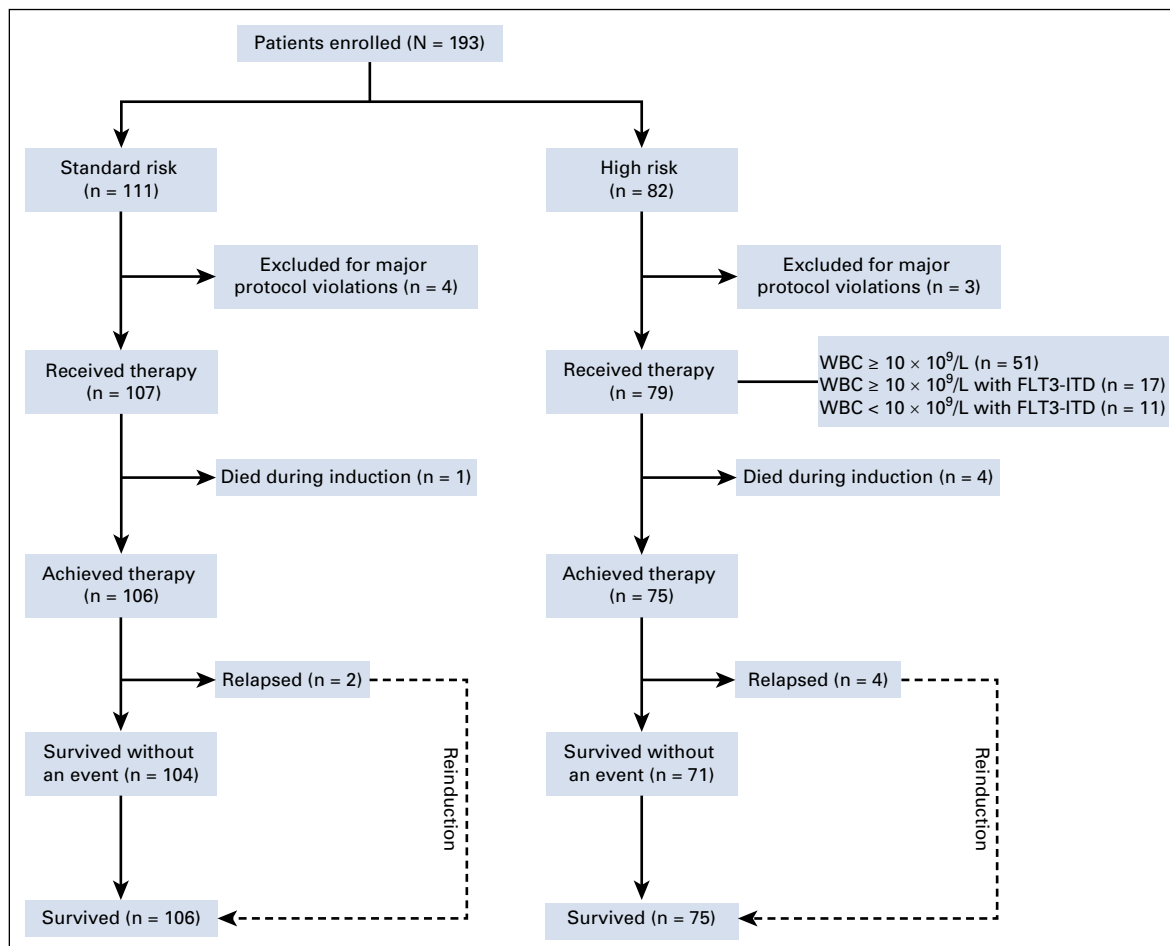 Patients enrolled (N = 193)
Standard risk
(n = 111)
High risk
(n = 82)
Excluded for major
protocol violations (n = 4)
Excluded for major
protocol violations (n = 3)
Received therapy
(n = 107)
Received therapy
(n = 79)
WBC ≥ 10 × 10⁹/L (n = 51)
WBC ≥ 10 × 10⁹/L with FLT3-ITD (n = 17)
WBC < 10 × 10⁹/L with FLT3-ITD (n = 11)
Died during induction (n = 1)
Died during induction (n = 4)
Achieved therapy
(n = 106)
Achieved therapy
(n = 75)
Relapsed (n = 2)
Relapsed (n = 4)
Survived without
an event (n = 104)
Reinduction
Survived without
an event (n = 71)
Reinduction
Survived (n = 106)
Survived (n = 75)